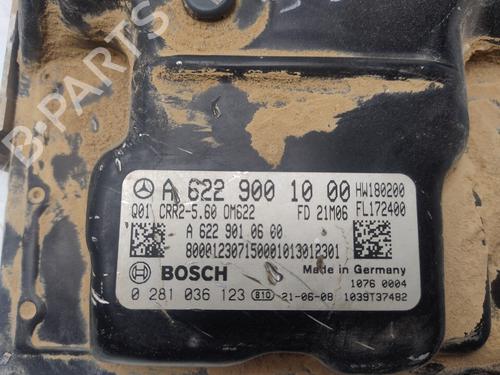 A 622 900 10 00 HW180200
Q01 CRR2-5.60 OM622 FD 21M06 FL172400
A 622 901 06 00
80001230715000101301230​1
BOSCH Made in Germany
1076 0004
0 281 036 123 810 21-06-08 1039T37482
B-PARTS